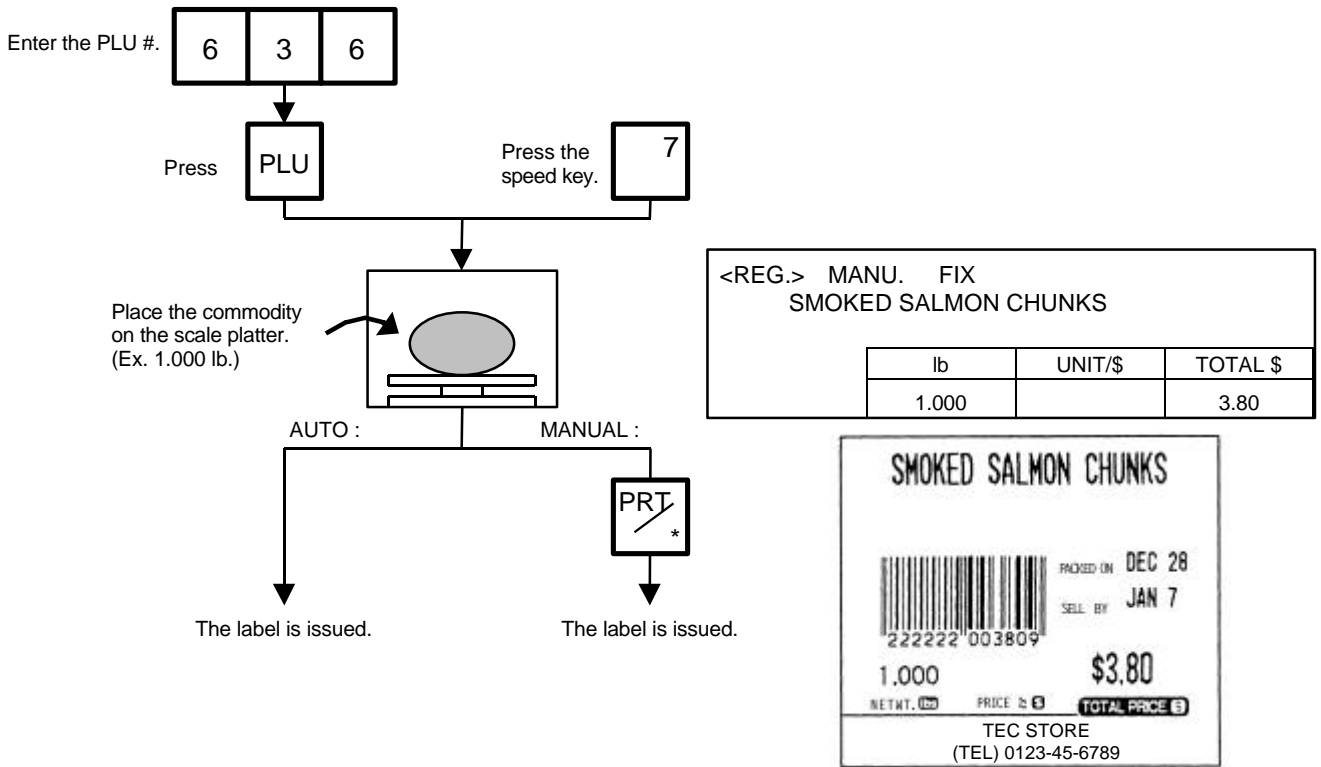 Enter the PLU #.
6 3 6
Press
PLU
Press the
speed key.
7
Place the commodity
on the scale platter.
(Ex. 1.000 lb.)
AUTO :
MANUAL :
PRT/*
The label is issued.
The label is issued.
<REG.> MANU. FIX
SMOKED SALMON CHUNKS
lb UNIT/$ TOTAL $
1.000 3.80
SMOKED SALMON CHUNKS
PACKED ON DEC 28
SELL BY JAN 7
222222 003809
1.000 $3.80
NETWT. lbs PRICE TOTAL PRICE $
TEC STORE
(TEL) 0123-45-6789